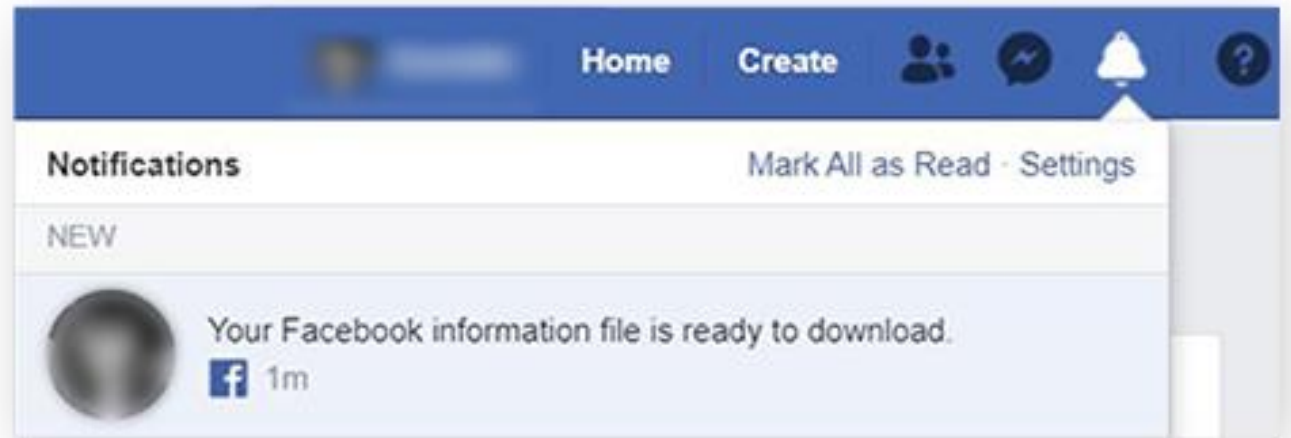 Home Create
Notifications Mark All as Read · Settings
NEW
Your Facebook information file is ready to download.
1m